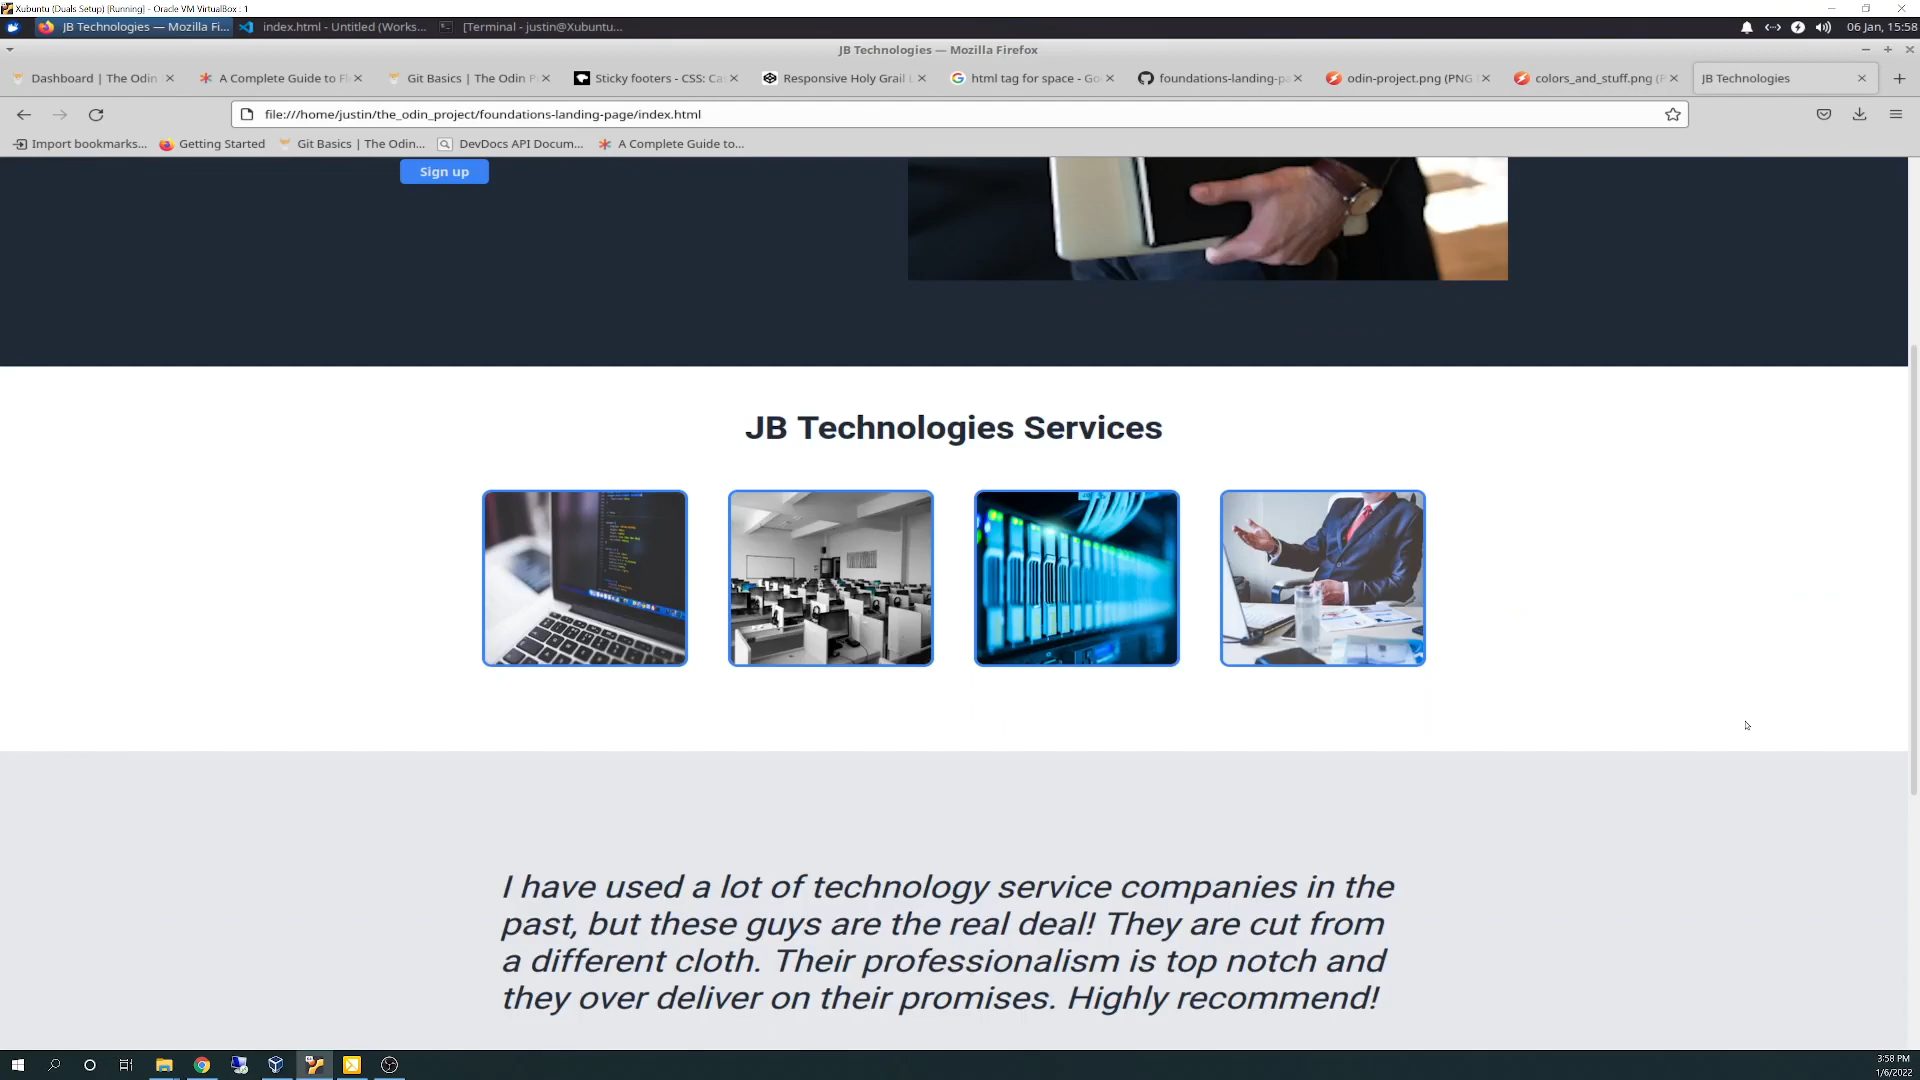 Xubuntu (Duals Setup) [Running] - Oracle VM VirtualBox : 1
JB Technologies — Mozilla Fi...
index.html - Untitled (Works...
[Terminal - justin@Xubuntu...
06 Jan, 15:58
JB Technologies — Mozilla Firefox
Dashboard | The Odin
A Complete Guide to Fl
Git Basics | The Odin P
Sticky footers - CSS: Ca
Responsive Holy Grail
html tag for space - Go
foundations-landing-pa
odin-project.png (PNG
colors_and_stuff.png (P
JB Technologies
file:///home/justin/the_odin_project/foundations-landing-page/index.html
Import bookmarks...
Getting Started
Git Basics | The Odin...
DevDocs API Docum...
A Complete Guide to...
Sign up
JB Technologies Services
I have used a lot of technology service companies in the
past, but these guys are the real deal! They are cut from
a different cloth. Their professionalism is top notch and
they over deliver on their promises. Highly recommend!
3:58 PM
1/6/2022